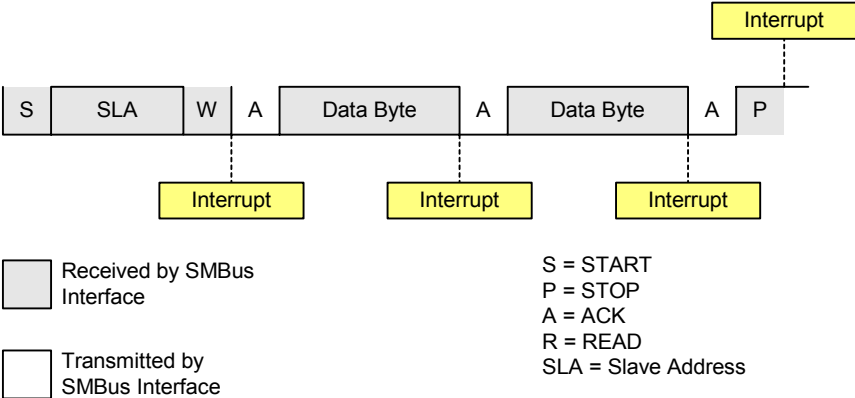 Interrupt
S SLA W A Data Byte A Data Byte A P
Interrupt Interrupt Interrupt
Received by SMBus
Interface
Transmitted by
SMBus Interface
S = START
P = STOP
A = ACK
R = READ
SLA = Slave Address